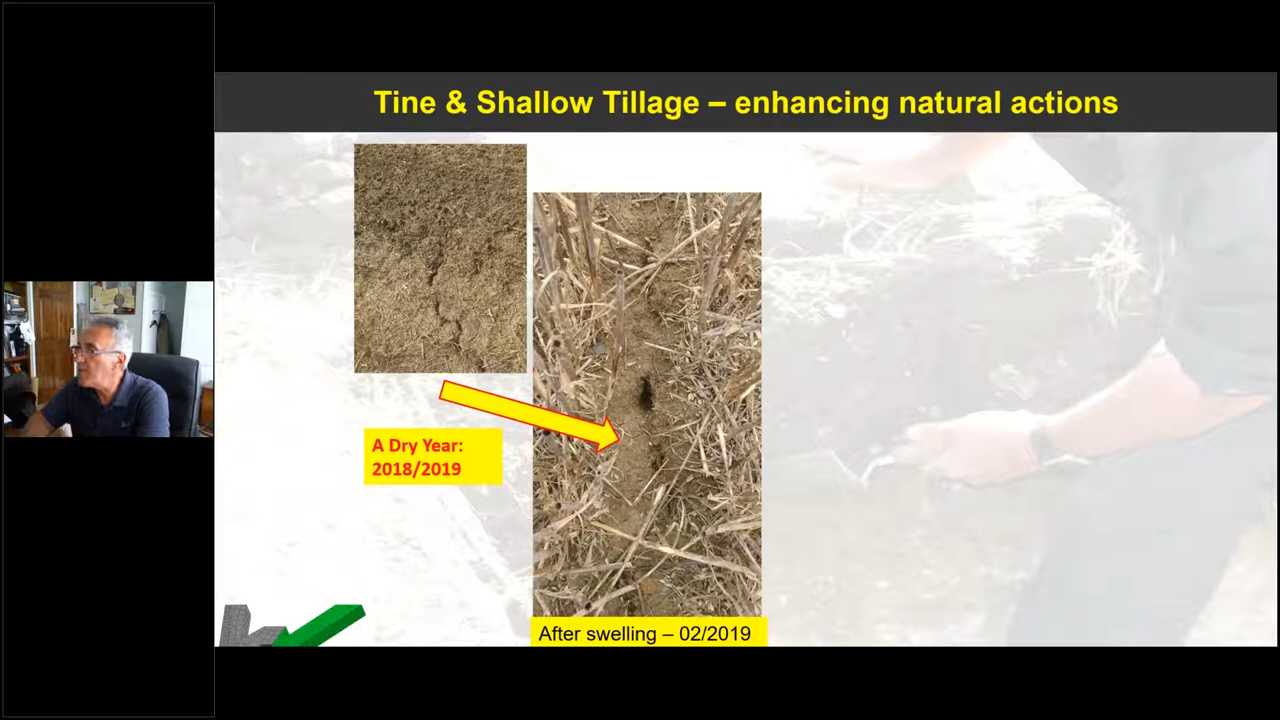 Tine & Shallow Tillage – enhancing natural actions
A Dry Year:
2018/2019
After swelling – 02/2019